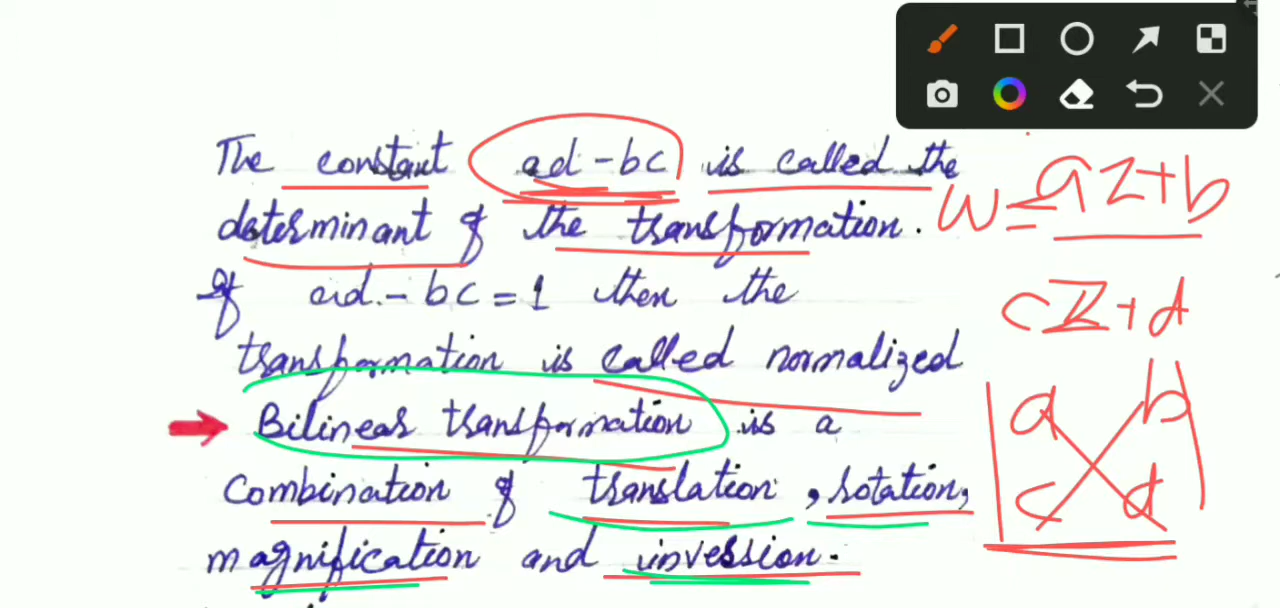 The constant ad - bc is called the
determinant of the transformation.
If ad - bc = 1 then the
transformation is called normalized
Bilinear transformation is a
combination of translation, rotation,
magnification and inversion.
w = az+b
cz+d
a b
c d